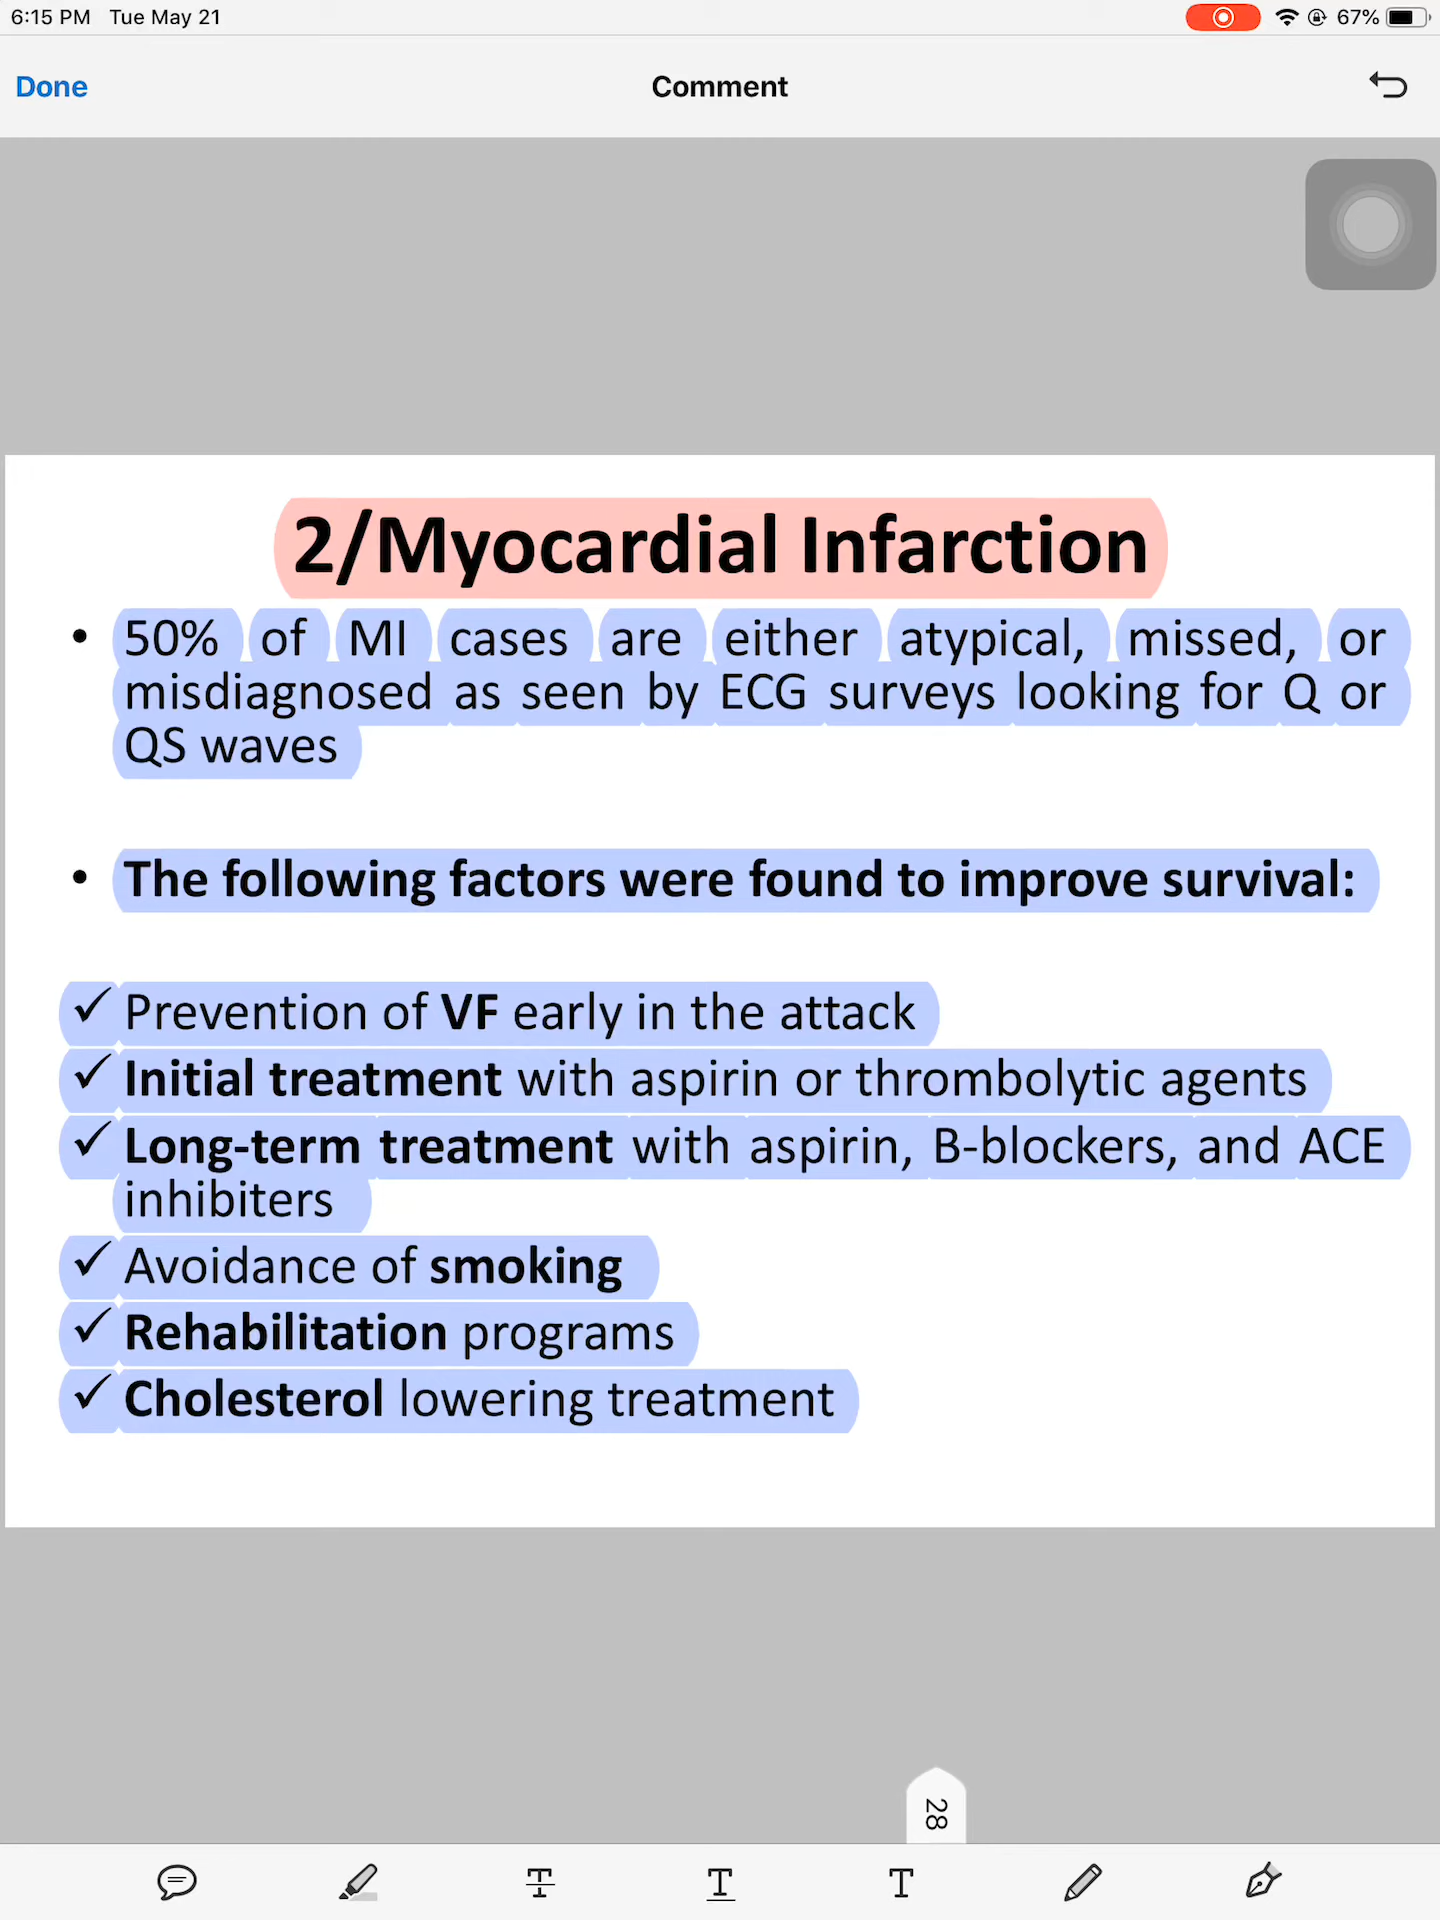 6:15 PM Tue May 21
67%
Done
Comment
2/Myocardial Infarction
• 50% of MI cases are either atypical, missed, or
misdiagnosed as seen by ECG surveys looking for Q or
QS waves
• The following factors were found to improve survival:
✓ Prevention of VF early in the attack
✓ Initial treatment with aspirin or thrombolytic agents
✓ Long-term treatment with aspirin, B-blockers, and ACE
inhibiters
✓ Avoidance of smoking
✓ Rehabilitation programs
✓ Cholesterol lowering treatment
28